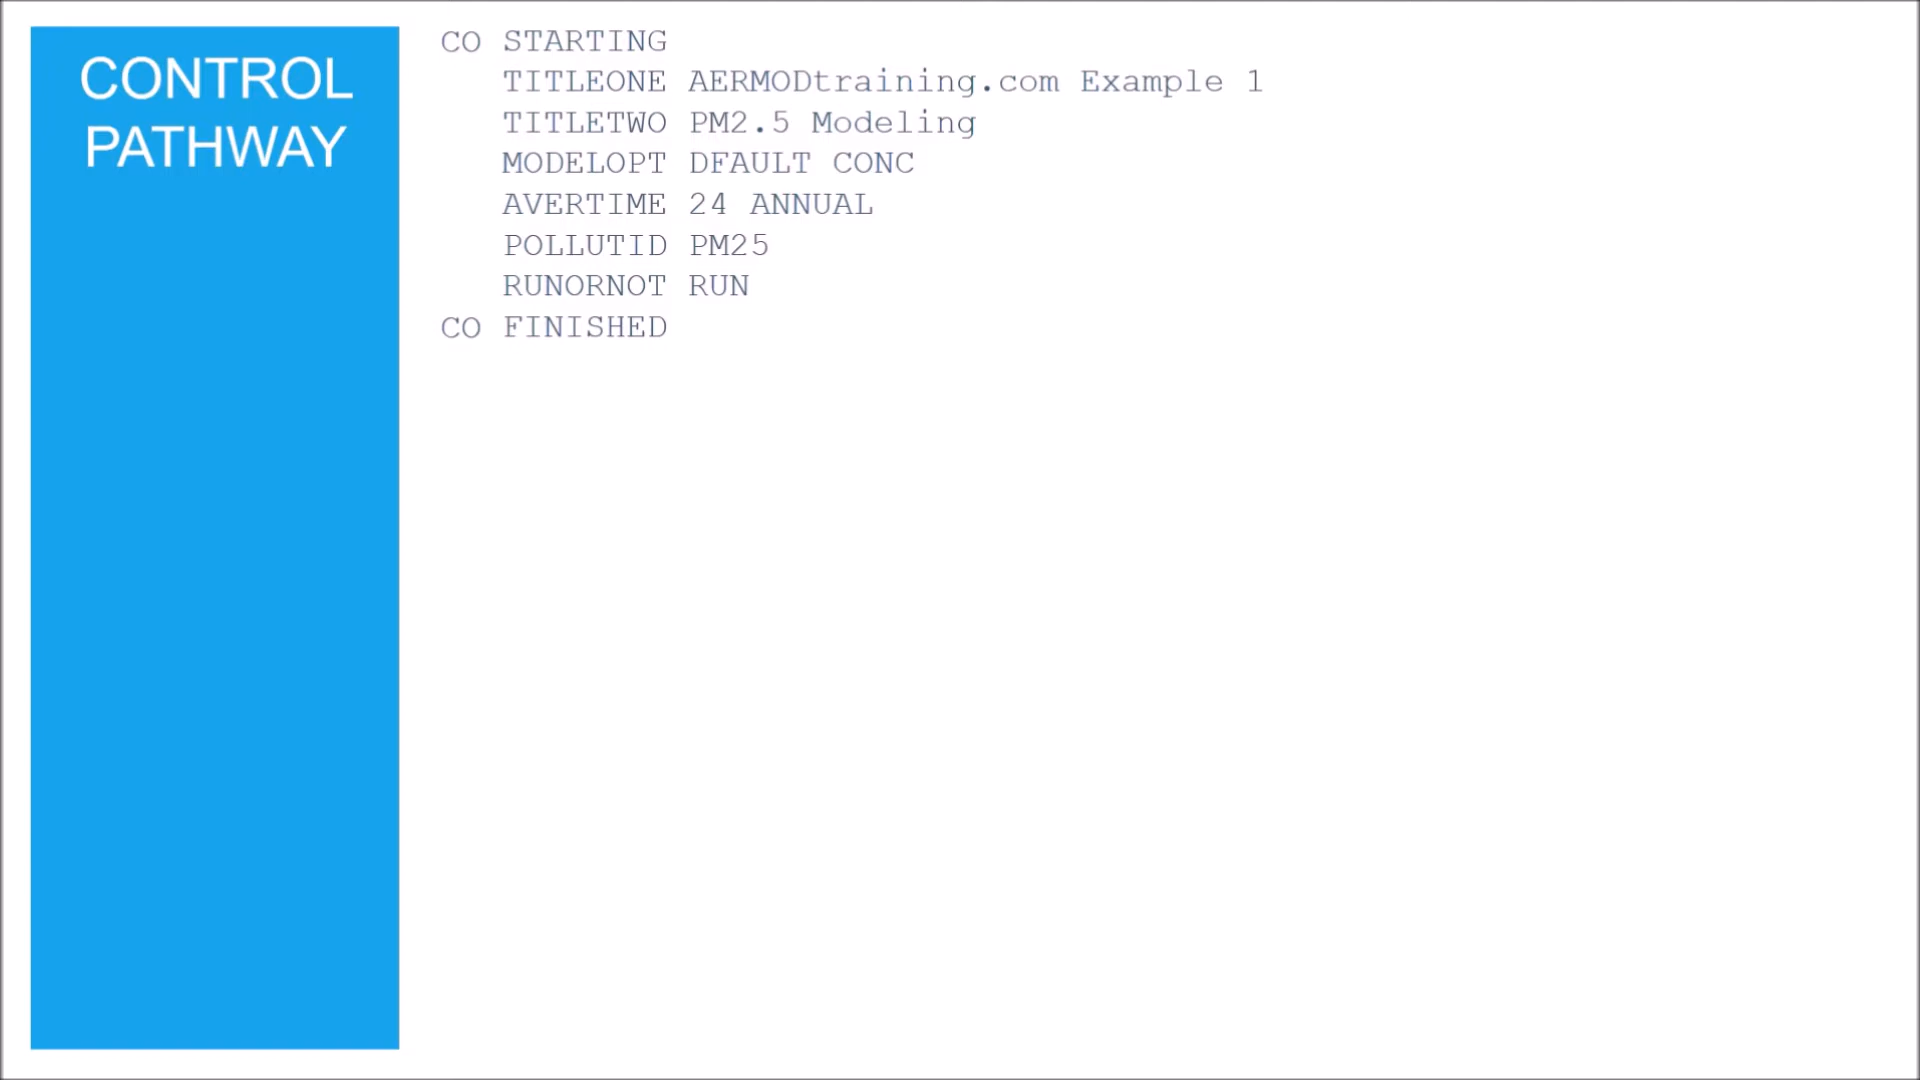 CONTROL
PATHWAY
CO STARTING
TITLEONE AERMODtraining.com Example 1
TITLETWO PM2.5 Modeling
MODELOPT DFAULT CONC
AVERTIME 24 ANNUAL
POLLUTID PM25
RUNORNOT RUN
CO FINISHED